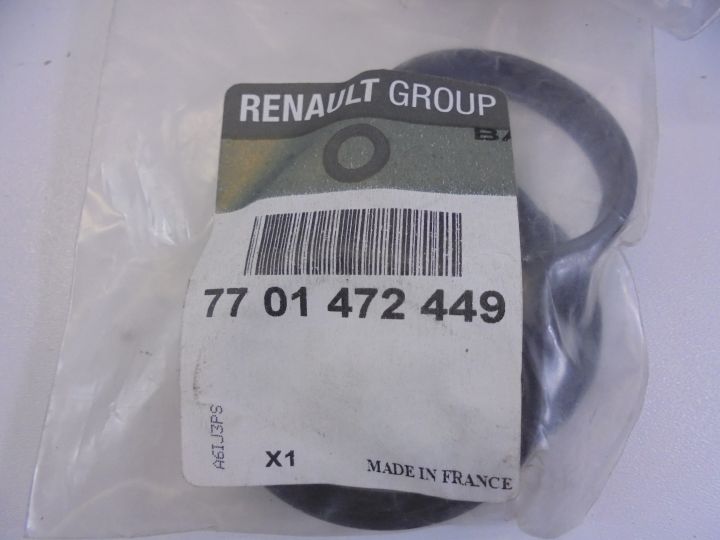 RENAULT GROUP
77 01 472 449
A6IJ3PS
X1
MADE IN FRANCE